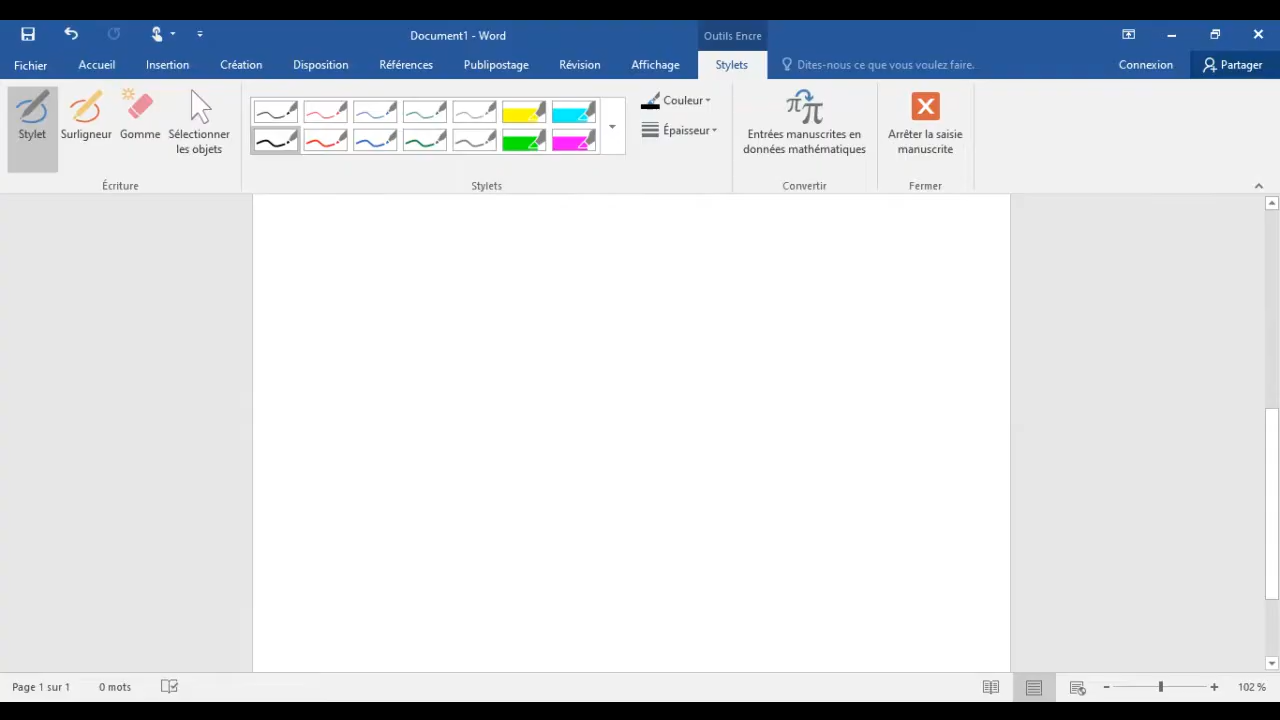 Document1 - Word
Outils Encre
Fichier Accueil Insertion Création Disposition Références Publipostage Révision Affichage Stylets Dites-nous ce que vous voulez faire. Connexion Partager
Stylet Surligneur Gomme Sélectionner les objets
Couleur
Épaisseur
Entrées manuscrites en données mathématiques
Arrêter la saisie manuscrite
Écriture Stylets Convertir Fermer
Page 1 sur 1 0 mots 102 %